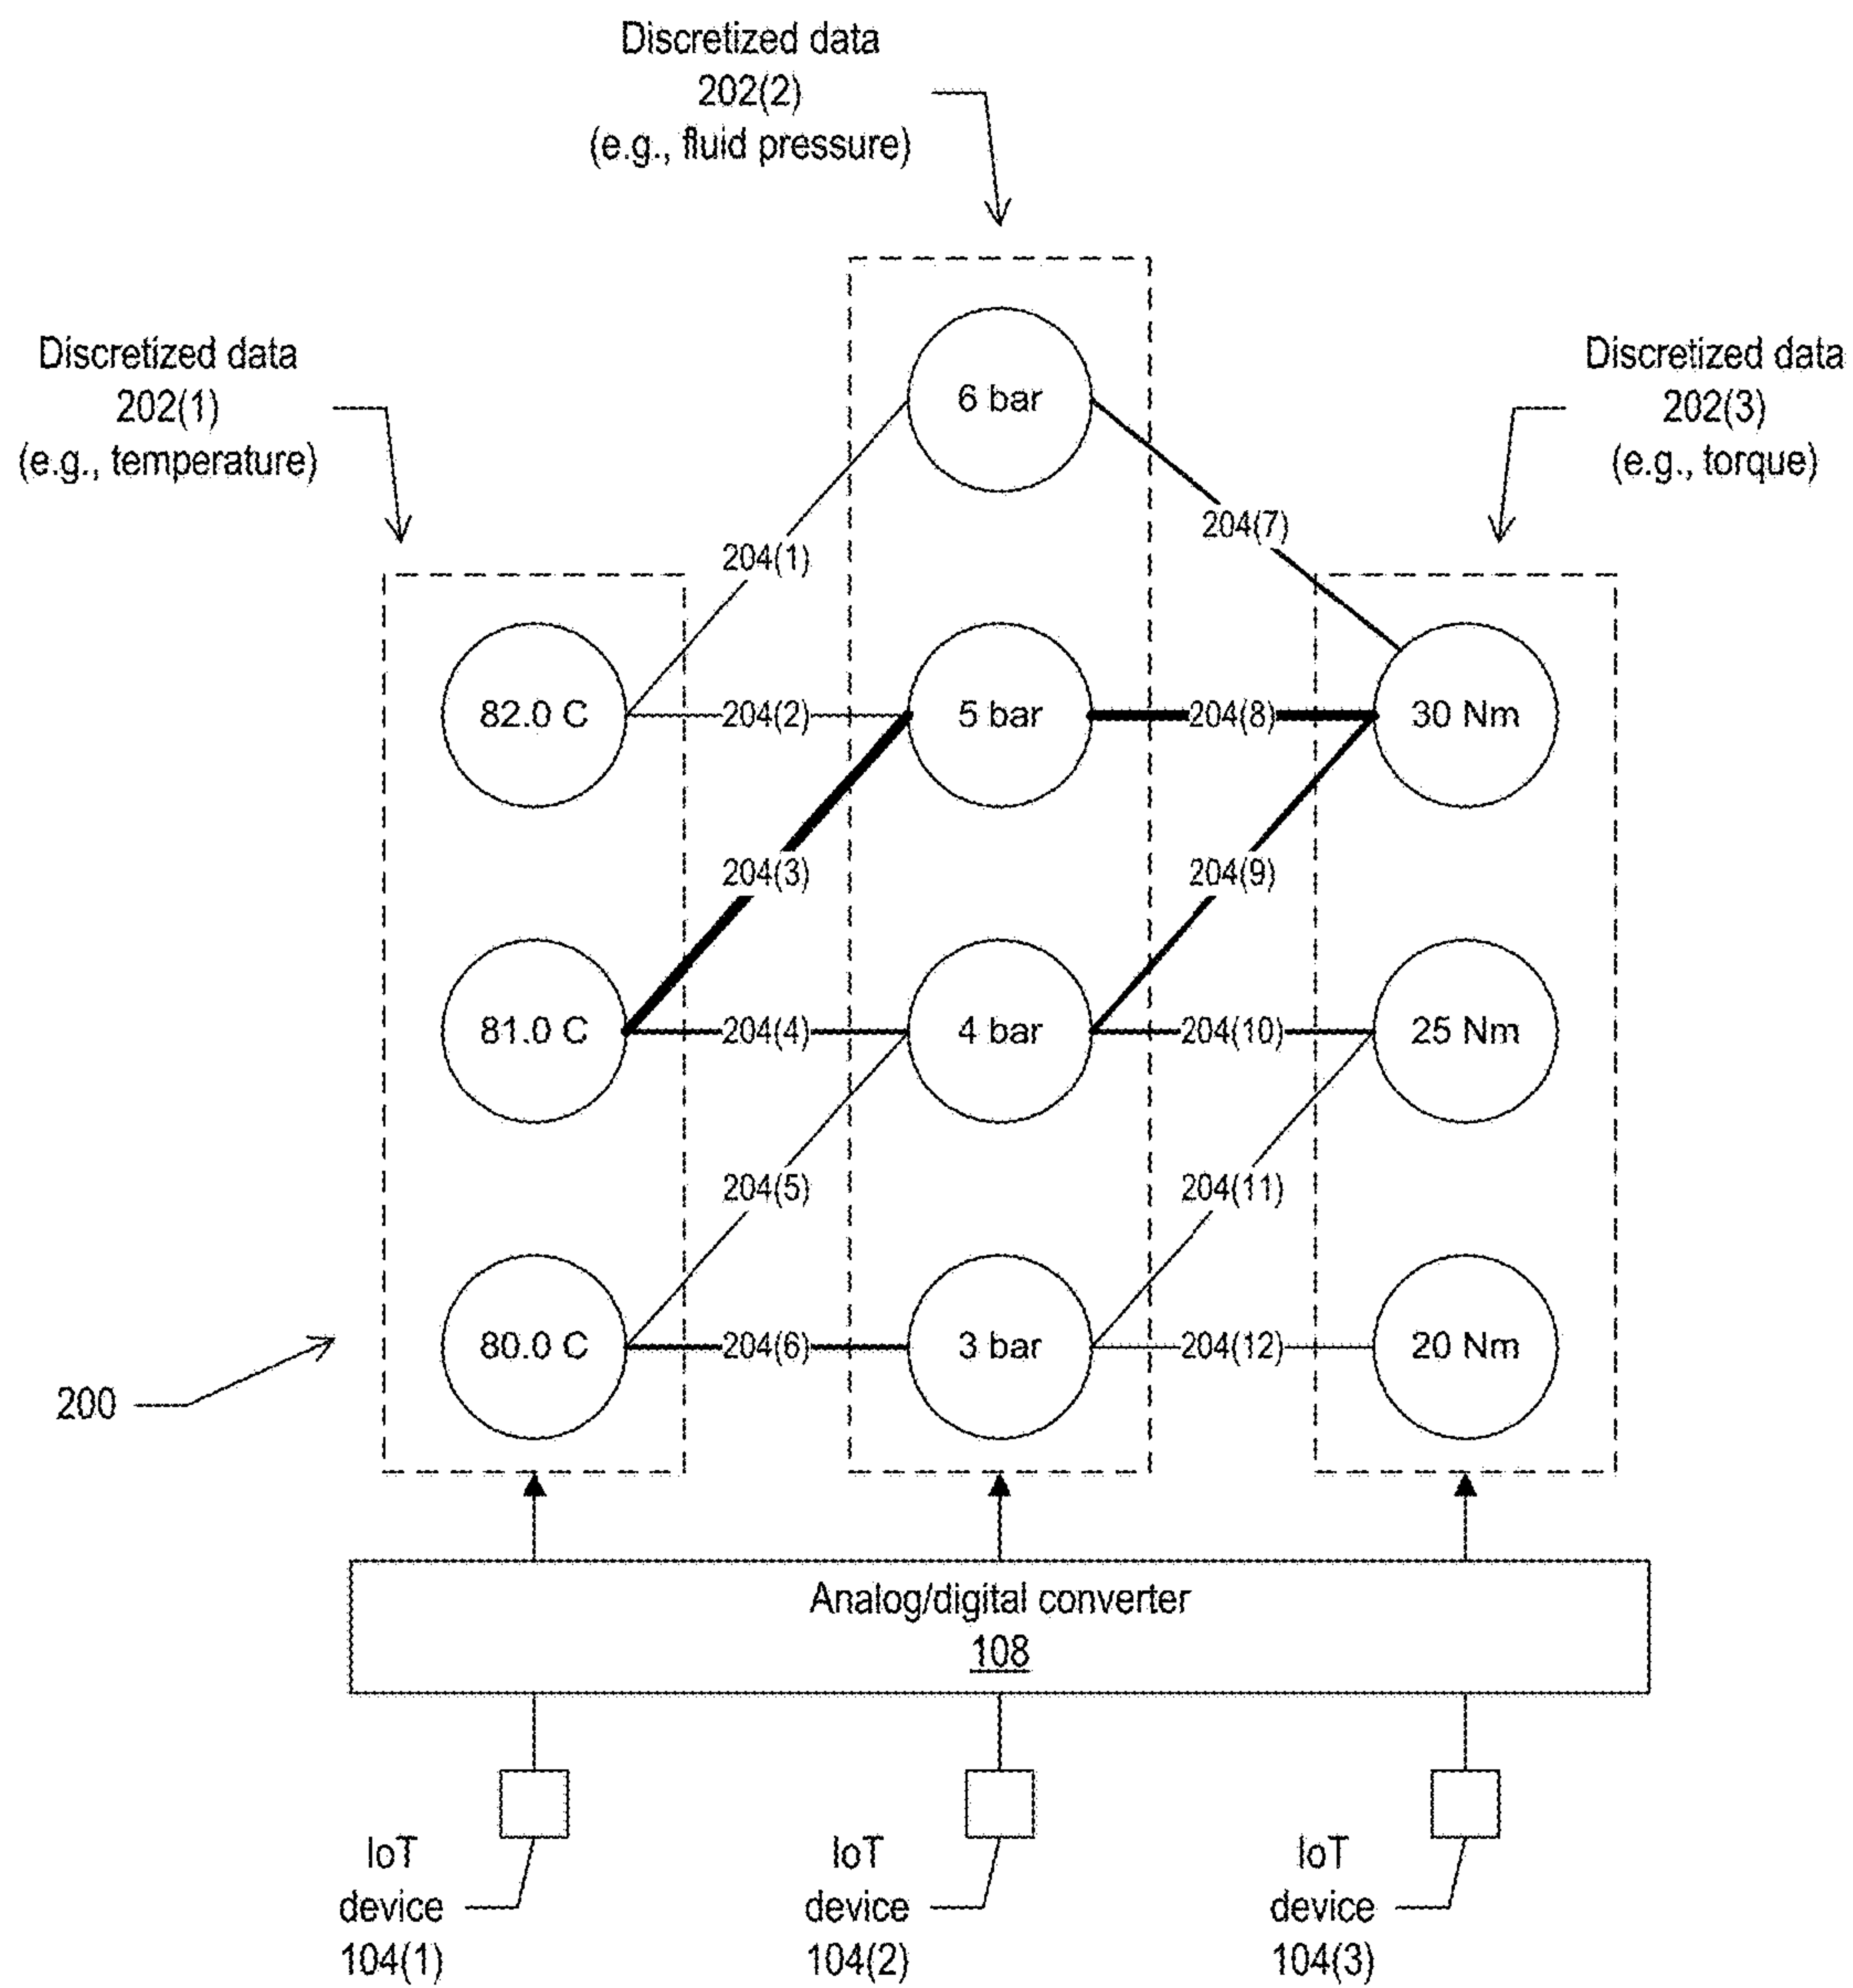 Discretized data
202(2)
(e.g., fluid pressure)
Discretized data
202(1)
(e.g., temperature)
Discretized data
202(3)
(e.g., torque)
6 bar
204(1)
204(7)
82.0 C
204(2)
5 bar
204(8)
30 Nm
204(3)
204(9)
81.0 C
204(4)
4 bar
204(10)
25 Nm
204(5)
204(11)
80.0 C
204(6)
3 bar
204(12)
20 Nm
200
Analog/digital converter
108
IoT
device
104(1)
IoT
device
104(2)
IoT
device
104(3)